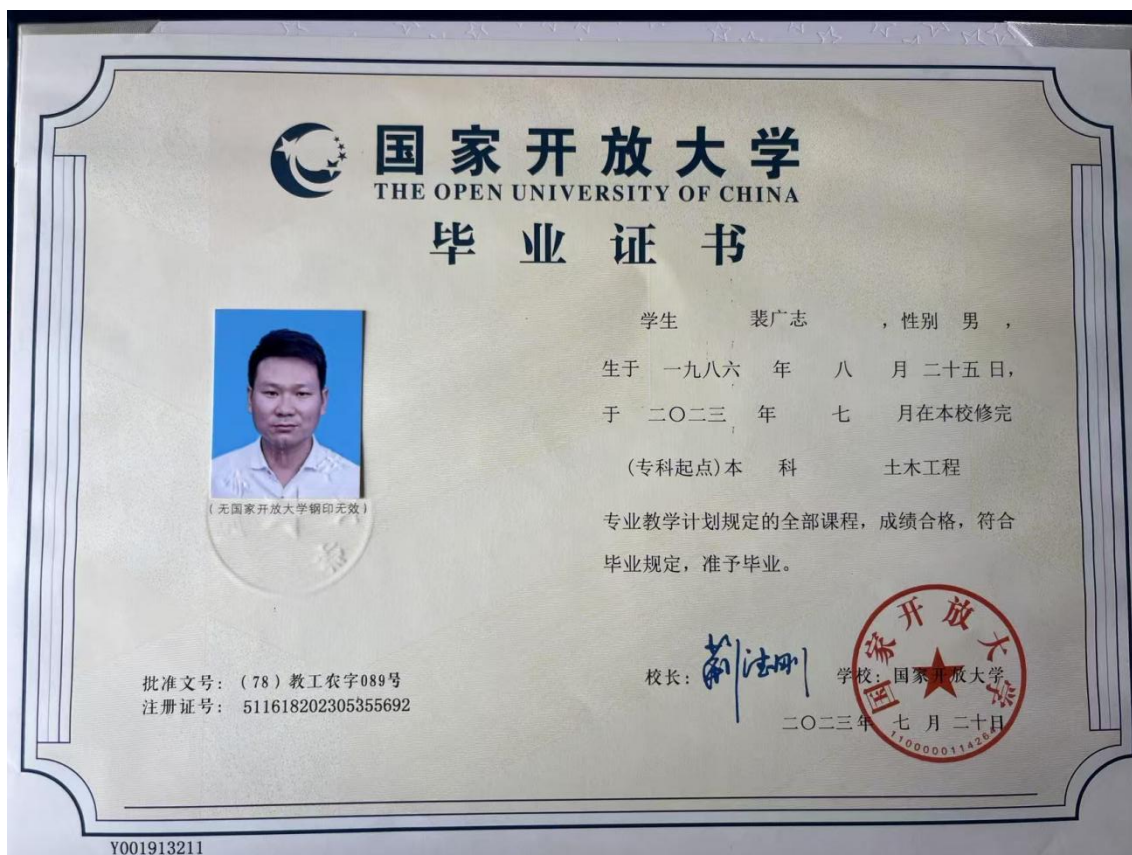 国家开放大学
THE OPEN UNIVERSITY OF CHINA
毕业证书
学生 裴广志 ，性别 男 ，
生于 一九八六 年 八 月 二十五 日，
于 二〇二三 年 七 月在本校修完
(专科起点)本 科 土木工程
专业教学计划规定的全部课程，成绩合格，符合
毕业规定，准予毕业。
(无国家开放大学钢印无效)
校长：荆德刚 学校：国家开放大学
二〇二三年 七 月 二十日
国家开放大学
批准文号：(78)教工农字089号
注册证号： 511618202305355692
Y001913211